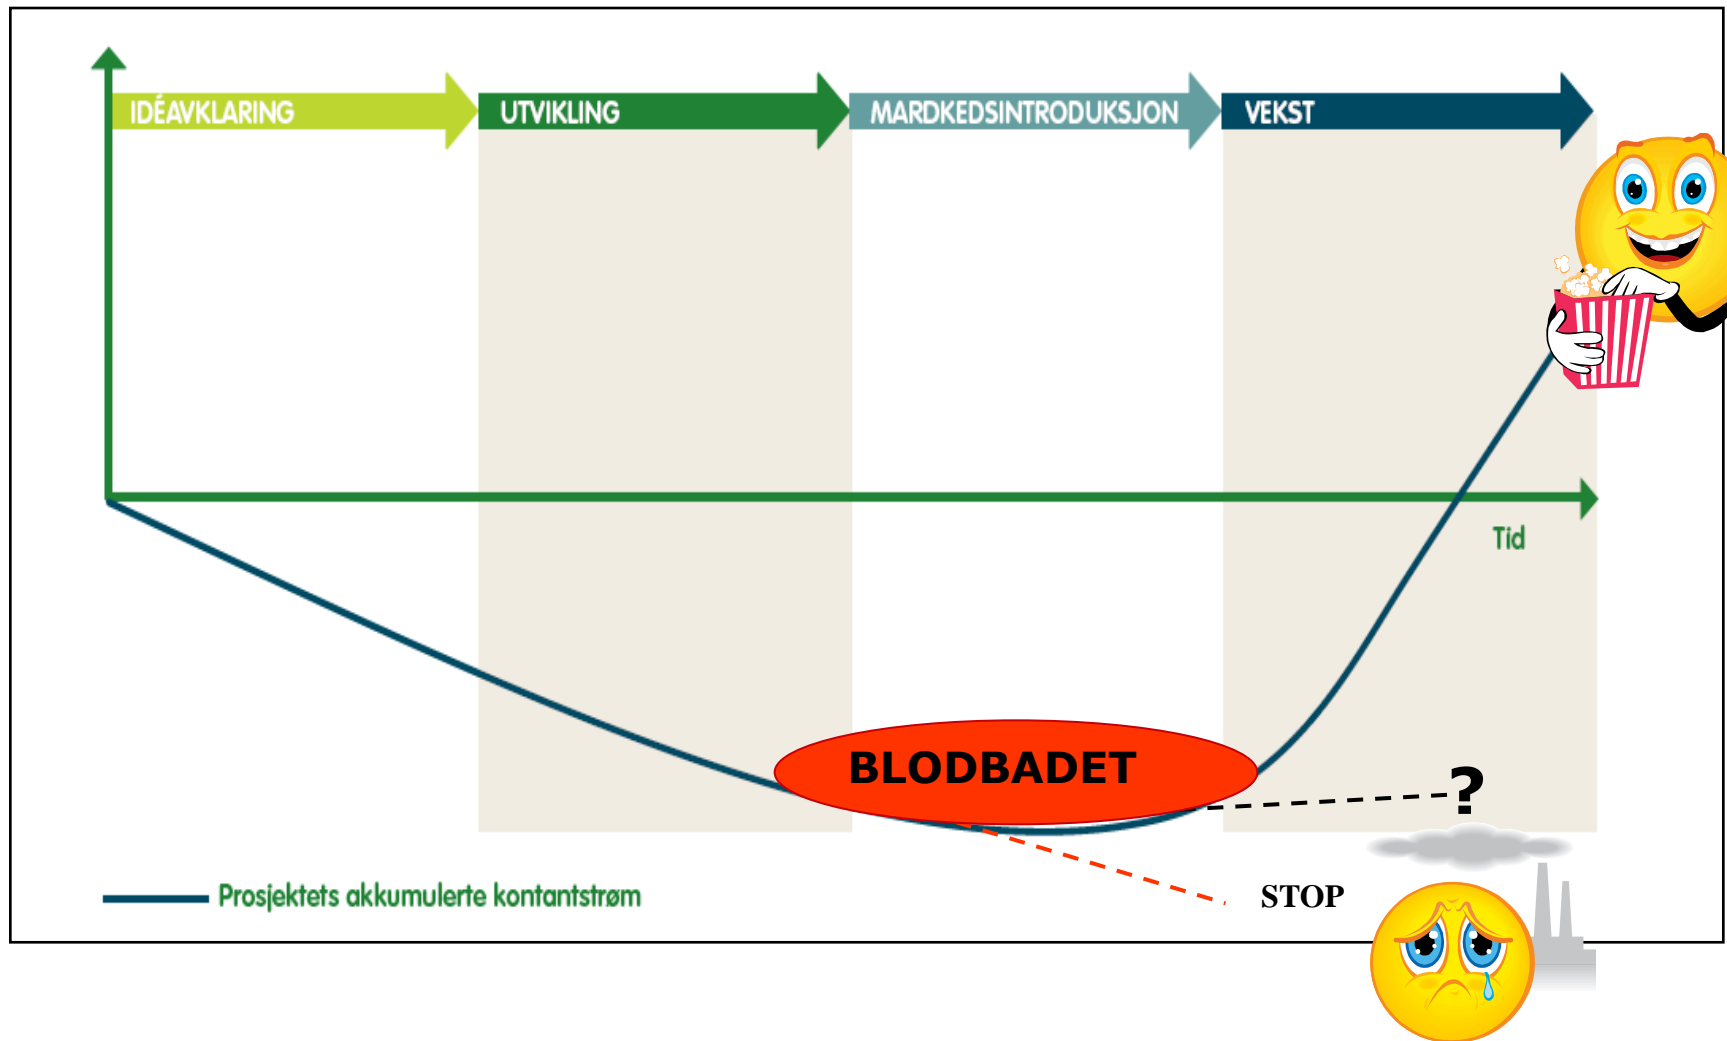 IDÉAVKLARING
UTVIKLING
MARDKEDSINTRODUKSJON
VEKST
Tid
BLODBADET
?
STOP
Prosjektets akkumulerte kontantstrøm